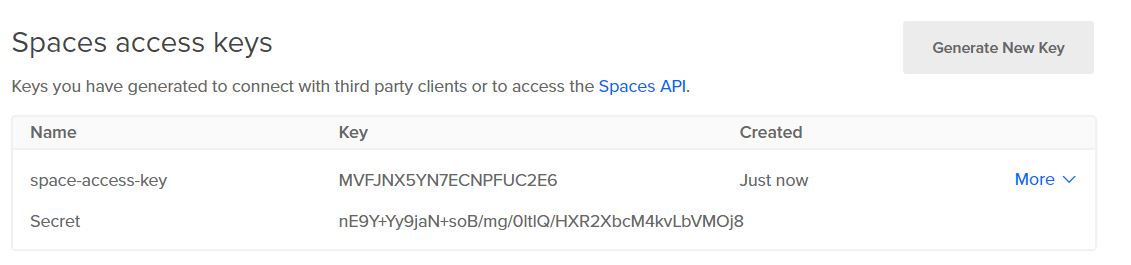 Spaces access keys
Generate New Key
Keys you have generated to connect with third party clients or to access the Spaces API.
Name Key Created
space-access-key MVFJNX5YN7ECNPFUC2E6 Just now More
Secret nE9Y+Yy9jaN+soB/mg/0ltIQ/HXR2XbcM4kvLbVMOj8